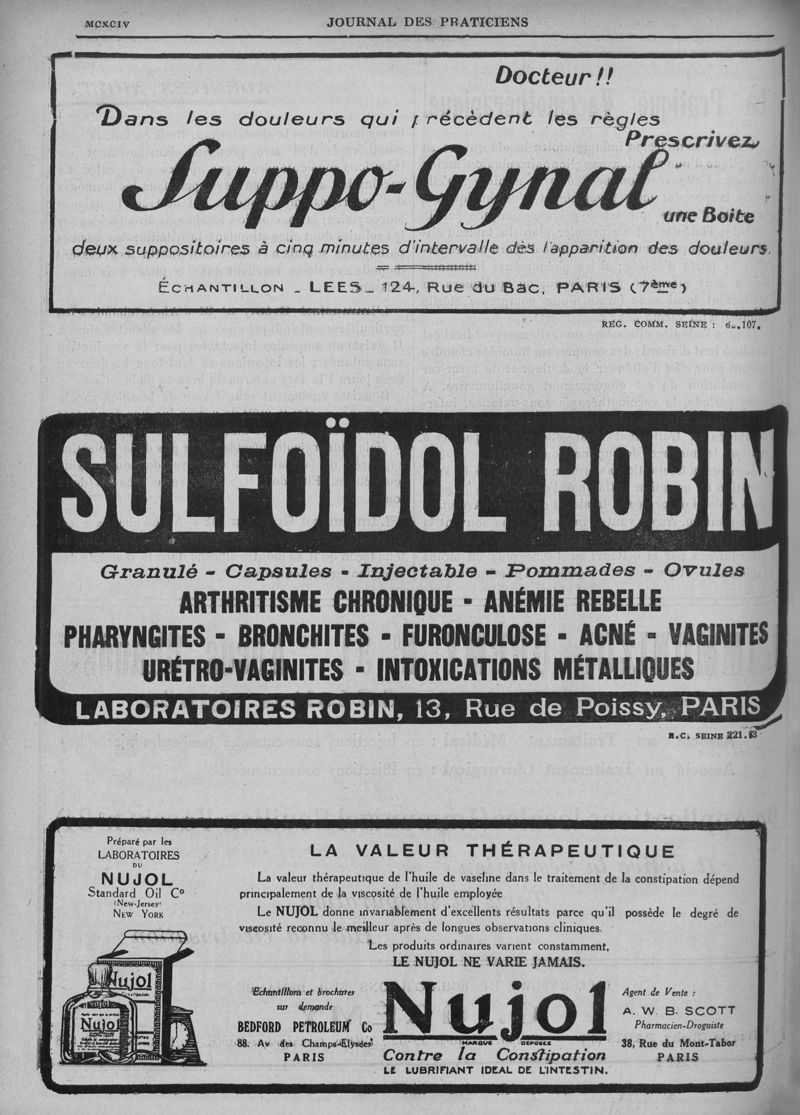 MCXCIV
JOURNAL DES PRATICIENS
Docteur!!
Dans les douleurs qui précèdent les règles
Prescrivez
Suppo-Gynal
une Boite
deux suppositoires à cinq minutes d'intervalle dès l'apparition des douleurs.
ÉCHANTILLON _ LEES _ 124, Rue du Bac, PARIS (7ème)
REG. COMM. SEINE :
SULFOÏDOL ROBIN
Granulé - Capsules - Injectable - Pommades - Ovules
ARTHRITISME CHRONIQUE - ANÉMIE REBELLE
PHARYNGITES - BRONCHITES - FURONCULOSE - ACNÉ - VAGINITES
URÉTRO-VAGINITES - INTOXICATIONS MÉTALLIQUES
LABORATOIRES ROBIN, 13, Rue de Poissy, PARIS
R.C. SEINE
Préparé par les
LABORATOIRES
DU
NUJOL
Standard Oil Co
(New-Jersey)
NEW YORK
Nujol
Nujol
LA VALEUR THÉRAPEUTIQUE
La valeur thérapeutique de l'huile de vaseline dans le traitement de la constipation dépend
principalement de la viscosité de l'huile employée
Le NUJOL donne invariablement d'excellents résultats parce qu'il possède le degré de
viscosité reconnu le meilleur après de longues observations cliniques.
Les produits ordinaires varient constamment,
LE NUJOL NE VARIE JAMAIS.
Echantillons et brochures
sur demande
BEDFORD PETROLEUM Co
88. Av des Champs-Elysées
PARIS
Nujol
MARQUE DÉPOSÉE
Contre la Constipation
LE LUBRIFIANT IDEAL DE L'INTESTIN.
Agent de Vente :
A. W. B. SCOTT
Pharmacien-Droguiste
38, Rue du Mont-Tabor
PARIS